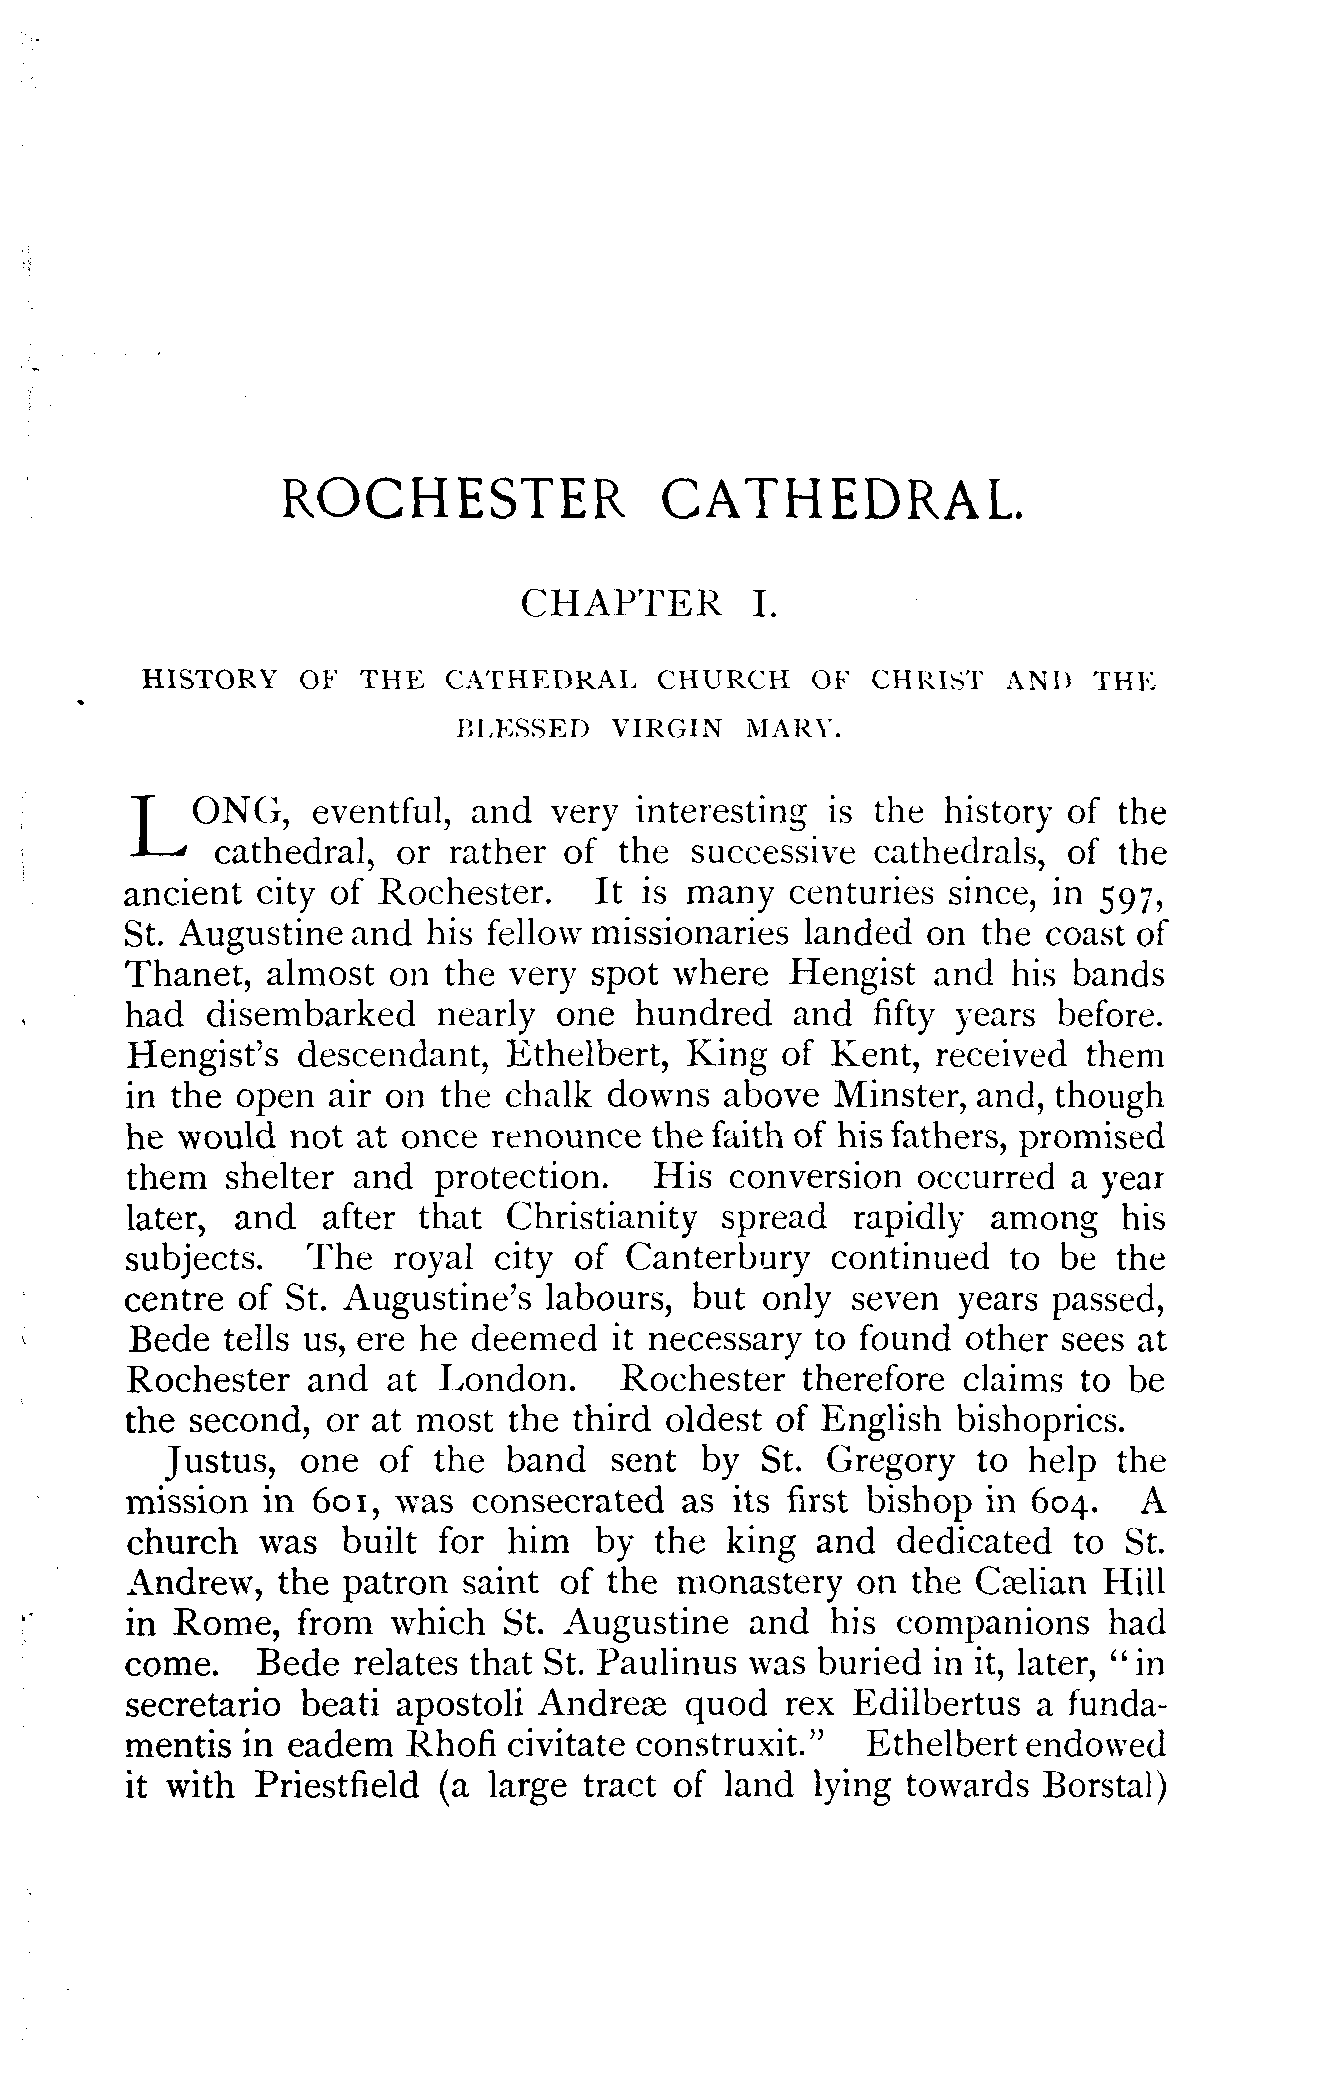 ROCHESTER CATHEDRAL.
CHAPTER I.
HISTORY OF THE CATHEDRAL CHURCH OF CHRIST AND THE
BLESSED VIRGIN MARY.
LONG, eventful, and very interesting is the history of the
cathedral, or rather of the successive cathedrals, of the
ancient city of Rochester. It is many centuries since, in 597,
St. Augustine and his fellow missionaries landed on the coast of
Thanet, almost on the very spot where Hengist and his bands
had disembarked nearly one hundred and fifty years before.
Hengist's descendant, Ethelbert, King of Kent, received them
in the open air on the chalk downs above Minster, and, though
he would not at once renounce the faith of his fathers, promised
them shelter and protection. His conversion occurred a year
later, and after that Christianity spread rapidly among his
subjects. The royal city of Canterbury continued to be the
centre of St. Augustine's labours, but only seven years passed,
Bede tells us, ere he deemed it necessary to found other sees at
Rochester and at London. Rochester therefore claims to be
the second, or at most the third oldest of English bishoprics.
Justus, one of the band sent by St. Gregory to help the
mission in 601, was consecrated as its first bishop in 604. A
church was built for him by the king and dedicated to St.
Andrew, the patron saint of the monastery on the Cælian Hill
in Rome, from which St. Augustine and his companions had
come. Bede relates that St. Paulinus was buried in it, later, "in
secretario beati apostoli Andreæ quod rex Edilbertus a funda-
mentis in eadem Rhofi civitate construxit." Ethelbert endowed
it with Priestfield (a large tract of land lying towards Borstal)